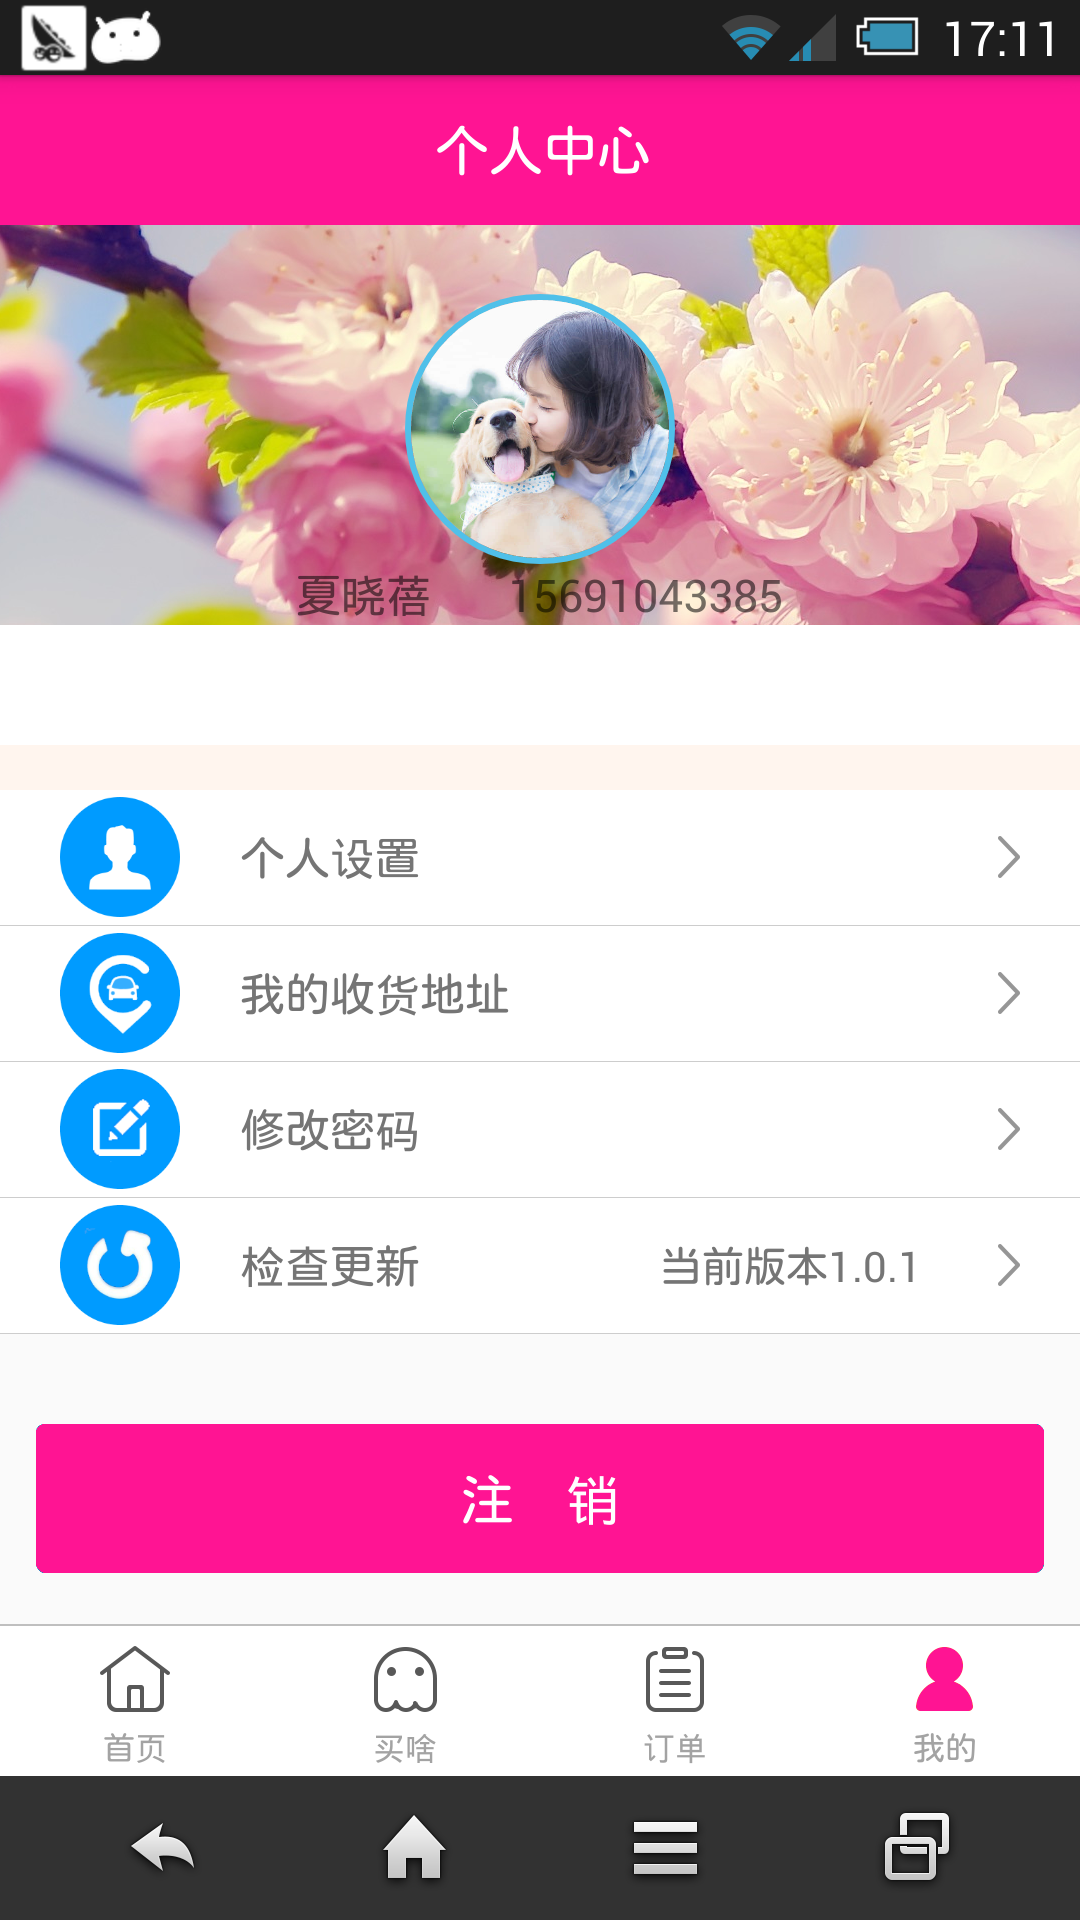 17:11
个人中心
夏晓蓓 15691043385
个人设置
我的收货地址
修改密码
检查更新 当前版本1.0.1
注 销
首页 买啥 订单 我的